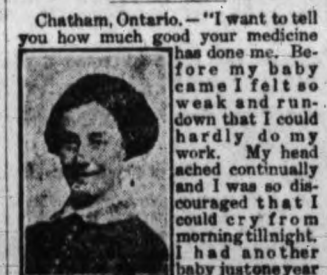 Chatham, Ontario. — "I want to tell
you how much good your medicine
has done me. Be-
fore my baby
came I felt so
weak and run-
down that I could
hardly do my
work. My head
ached continually
and I was so dis-
couraged that I
could cry from
morning till night.
I had another
baby just one year